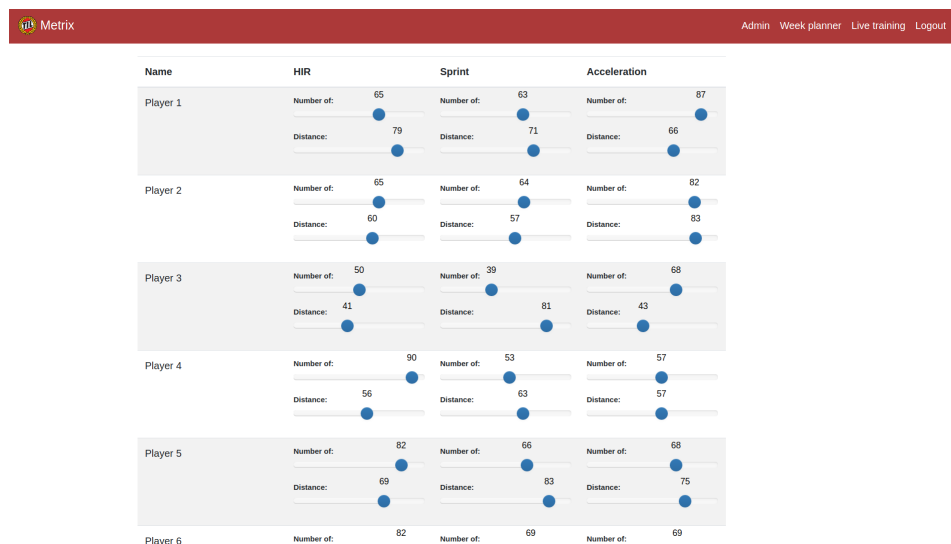 TIL Metrix Admin Week planner Live training Logout
Name HIR Sprint Acceleration
Player 1 Number of: 65 Number of: 63 Number of: 87
Distance: 79 Distance: 71 Distance: 66
Player 2 Number of: 65 Number of: 64 Number of: 82
Distance: 60 Distance: 57 Distance: 83
Player 3 Number of: 50 Number of: 39 Number of: 68
Distance: 41 Distance: 81 Distance: 43
Player 4 Number of: 90 Number of: 53 Number of: 57
Distance: 56 Distance: 63 Distance: 57
Player 5 Number of: 82 Number of: 66 Number of: 68
Distance: 69 Distance: 83 Distance: 75
Player 6 Number of: 82 Number of: 69 Number of: 69